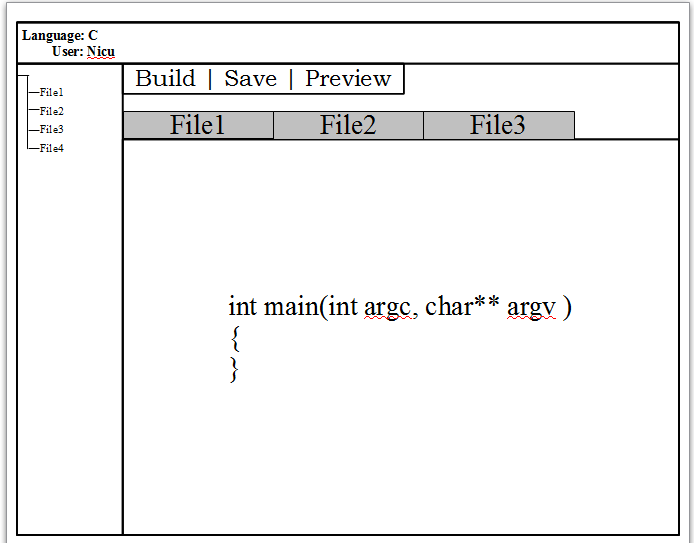 Language: C
User: Nicu
File1
File2
File3
File4
Build | Save | Preview
File1 File2 File3
int main(int argc, char** argv )
{
}